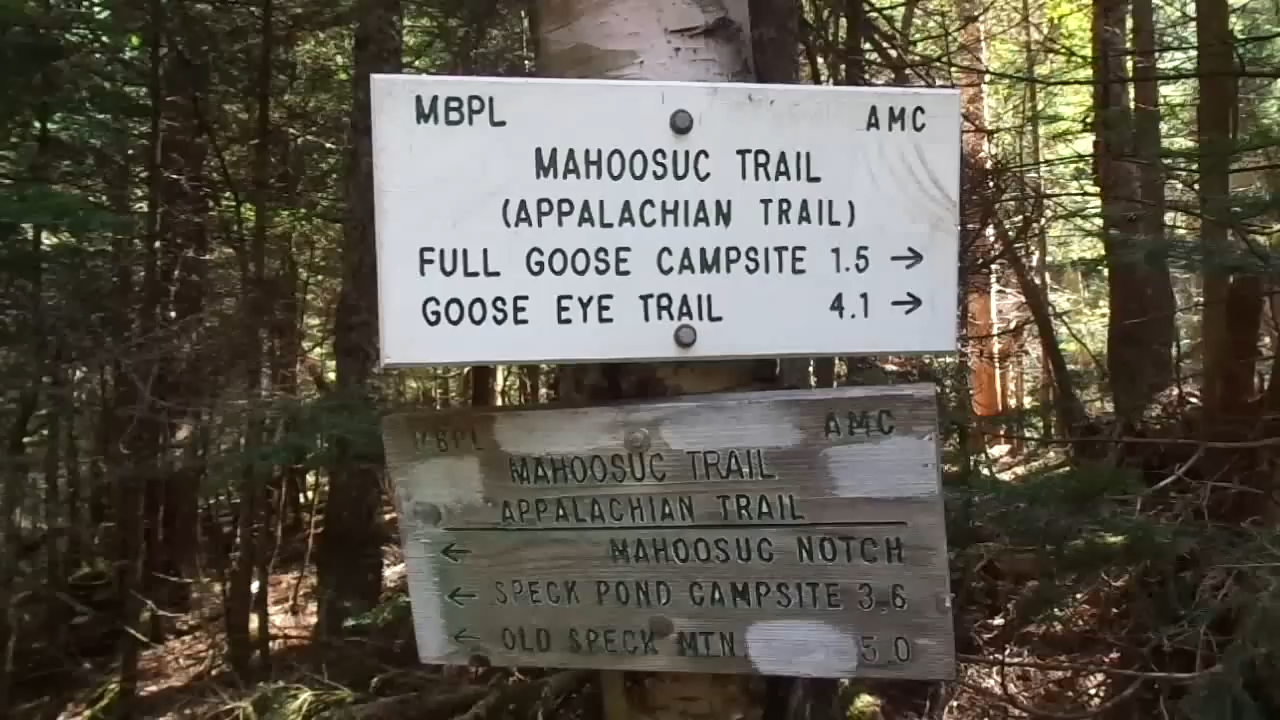 MBPL AMC
MAHOOSUC TRAIL
(APPALACHIAN TRAIL)
FULL GOOSE CAMPSITE 1.5 →
GOOSE EYE TRAIL 4.1 →
MBPL AMC
MAHOOSUC TRAIL
APPALACHIAN TRAIL
← MAHOOSUC NOTCH
← SPECK POND CAMPSITE 3.6
← OLD SPECK MTN 5.0